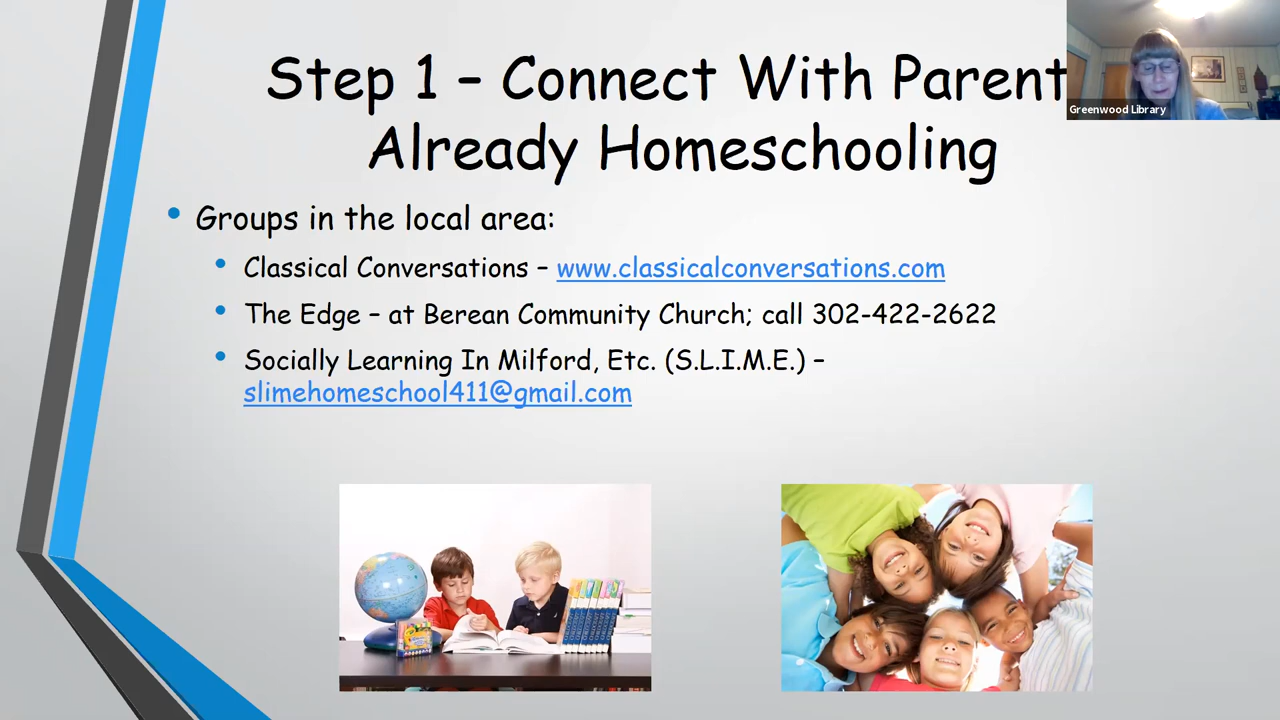 Step 1 – Connect With Parent
Already Homeschooling
Greenwood Library
• Groups in the local area:
• Classical Conversations – www.classicalconversations.com
• The Edge – at Berean Community Church; call 302-422-2622
• Socially Learning In Milford, Etc. (S.L.I.M.E.) –
slimehomeschool411@gmail.com